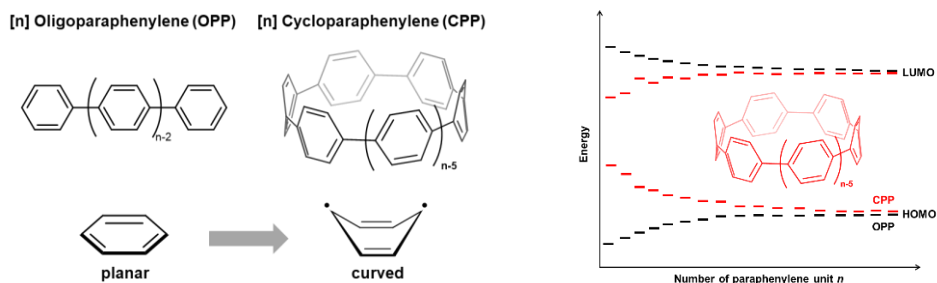 [n] Oligoparaphenylene (OPP)
[n] Cycloparaphenylene (CPP)
n-2
n-5
planar
curved
Energy
LUMO
n-5
CPP
HOMO
OPP
Number of paraphenylene unit n